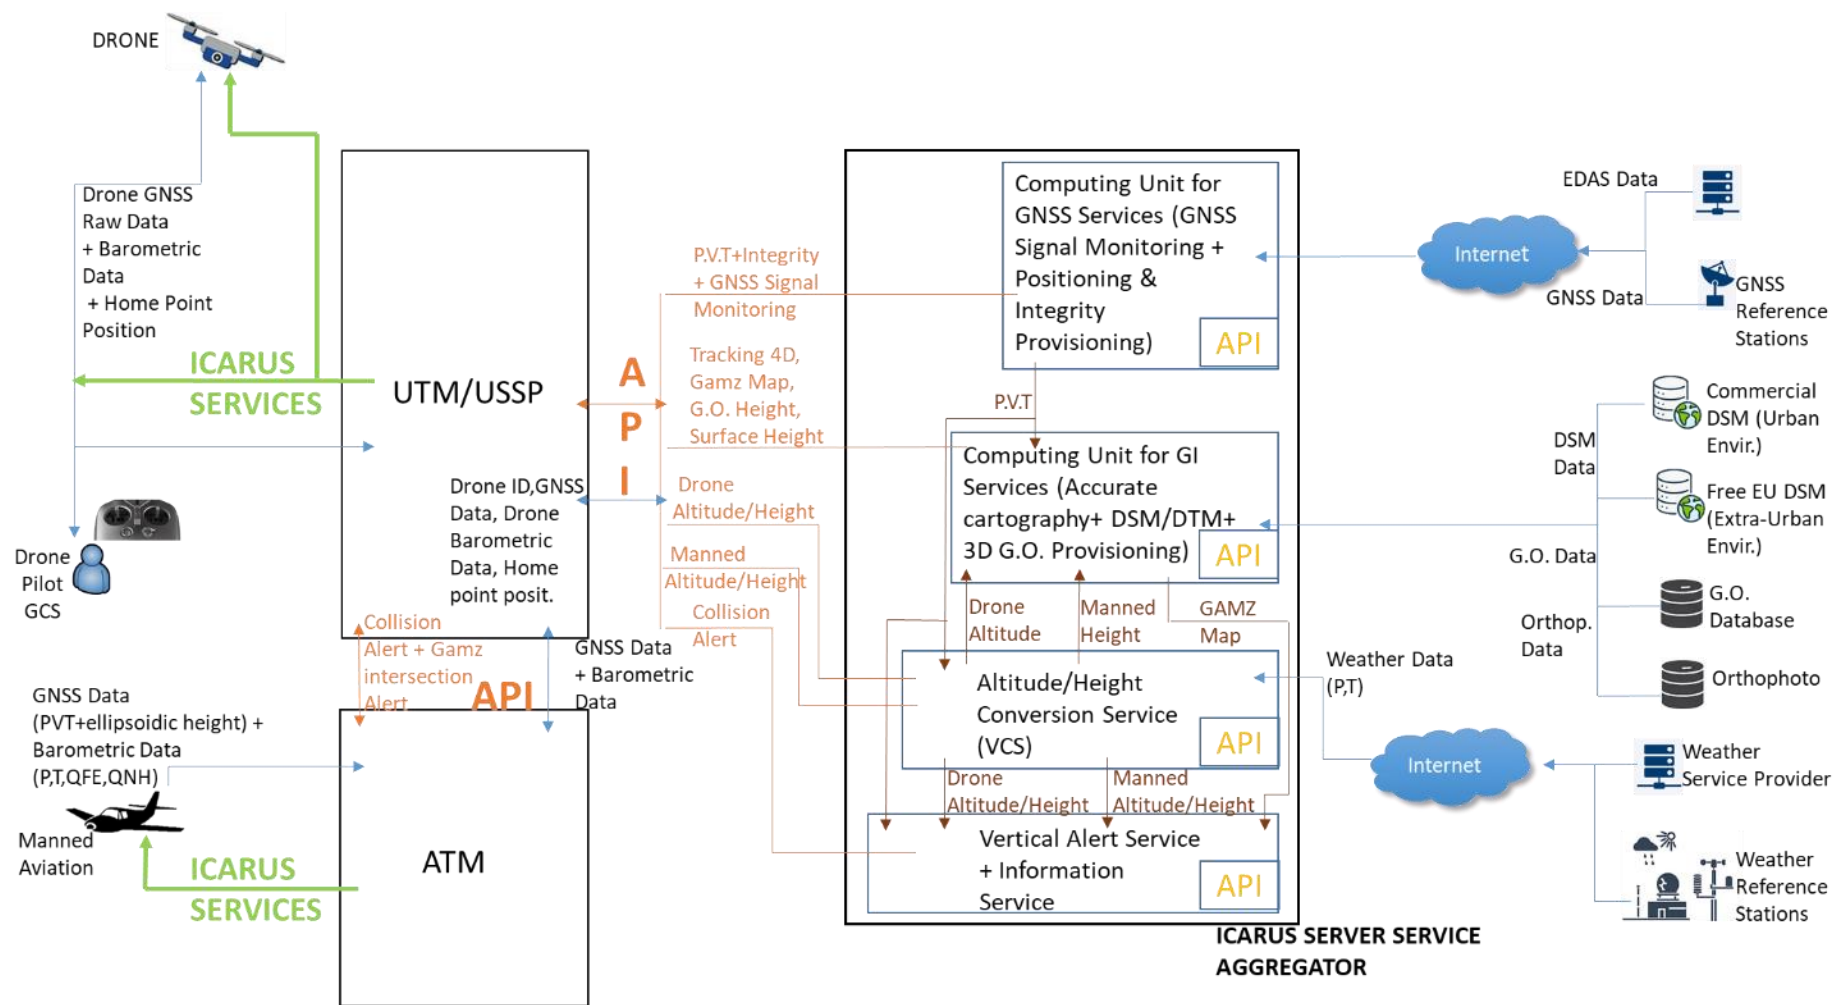 DRONE
Drone GNSS
Raw Data
+ Barometric
Data
+ Home Point
Position
ICARUS
SERVICES
UTM/USSP
Drone ID,GNSS
Data, Drone
Barometric
Data, Home
point posit.
Drone
Pilot
GCS
Collision
Alert + Gamz
intersection
Alert
API
GNSS Data
+ Barometric
Data
GNSS Data
(PVT+ellipsoidic height) +
Barometric Data
(P,T,QFE,QNH)
Manned
Aviation
ICARUS
SERVICES
ATM
A
P
I
P.V.T+Integrity
+ GNSS Signal
Monitoring
Tracking 4D,
Gamz Map,
G.O. Height,
Surface Height
Drone
Altitude/Height
Manned
Altitude/Height
Collision
Alert
Computing Unit for
GNSS Services (GNSS
Signal Monitoring +
Positioning &
Integrity
Provisioning)
API
P.V.T
Computing Unit for GI
Services (Accurate
cartography+ DSM/DTM+
3D G.O. Provisioning)
API
Drone
Altitude
Manned
Height
GAMZ
Map
Altitude/Height
Conversion Service
(VCS)
API
Drone
Altitude/Height
Manned
Altitude/Height
Vertical Alert Service
+ Information
Service
API
ICARUS SERVER SERVICE
AGGREGATOR
EDAS Data
Internet
GNSS Data
GNSS
Reference
Stations
Commercial
DSM (Urban
Envir.)
DSM
Data
Free EU DSM
(Extra-Urban
Envir.)
G.O. Data
G.O.
Database
Orthop.
Data
Orthophoto
Weather Data
(P,T)
Internet
Weather
Service Provider
Weather
Reference
Stations